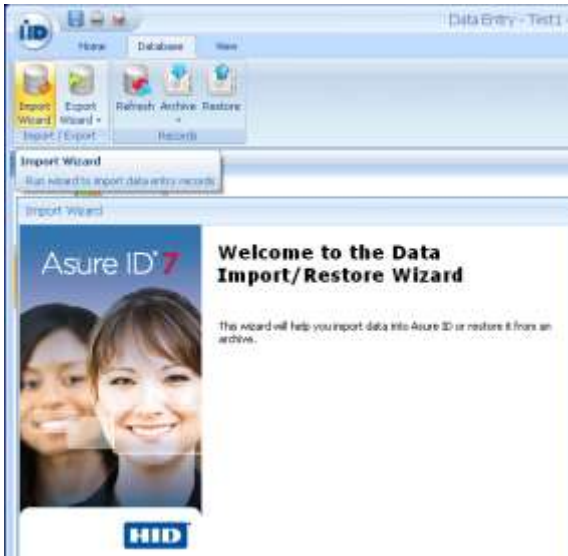 iD
Data Entry - Test1 -
Home Database View
Import Wizard
Export Wizard
Refresh
Archive
Restore
Import / Export
Records
Import Wizard
Run wizard to import data entry records
Import Wizard
Asure ID 7
Welcome to the Data
Import/Restore Wizard
This wizard will help you import data into Asure ID or restore it from an
archive.
HID